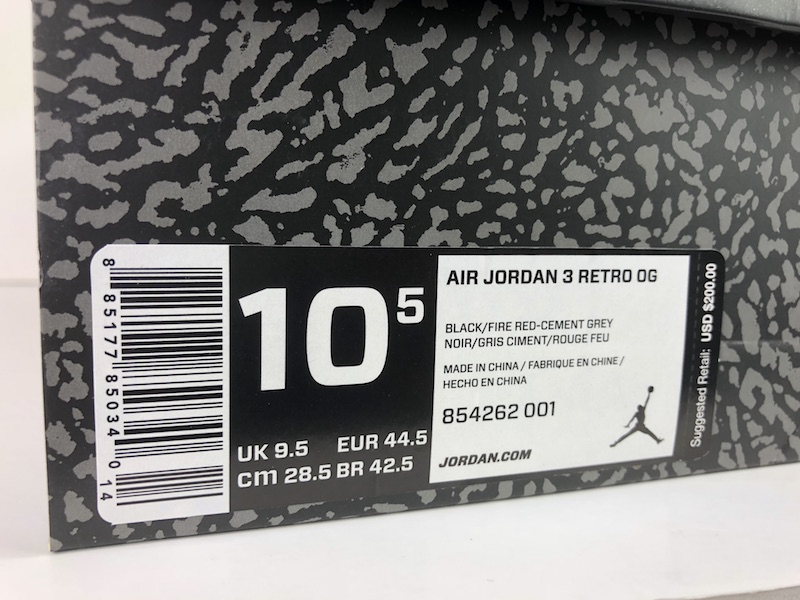 8 85177 85034 0 14
10 5
UK 9.5 EUR 44.5
cm 28.5 BR 42.5
AIR JORDAN 3 RETRO OG
BLACK/FIRE RED-CEMENT GREY
NOIR/GRIS CIMENT/ROUGE FEU
MADE IN CHINA / FABRIQUE EN CHINE /
HECHO EN CHINA
854262 001
JORDAN.COM
Suggested Retail: USD $200.00